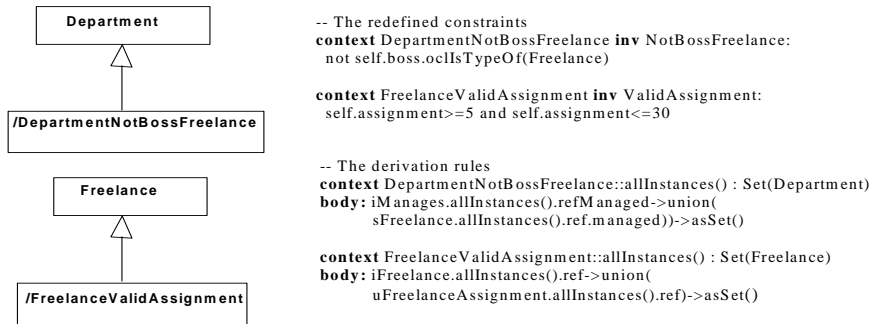 Department
/DepartmentNotBossFreelance
Freelance
/FreelanceValidAssignment
-- The redefined constraints
context DepartmentNotBossFreelance inv NotBossFreelance:
not self.boss.oclIsTypeOf(Freelance)
context FreelanceValidAssignment inv ValidAssignment:
self.assignment>=5 and self.assignment<=30
-- The derivation rules
context DepartmentNotBossFreelance::allInstances() : Set(Department)
body: iManages.allInstances().refManaged->union(
sFreelance.allInstances().ref.managed))->asSet()
context FreelanceValidAssignment::allInstances() : Set(Freelance)
body: iFreelance.allInstances().ref->union(
uFreelanceAssignment.allInstances().ref)->asSet()